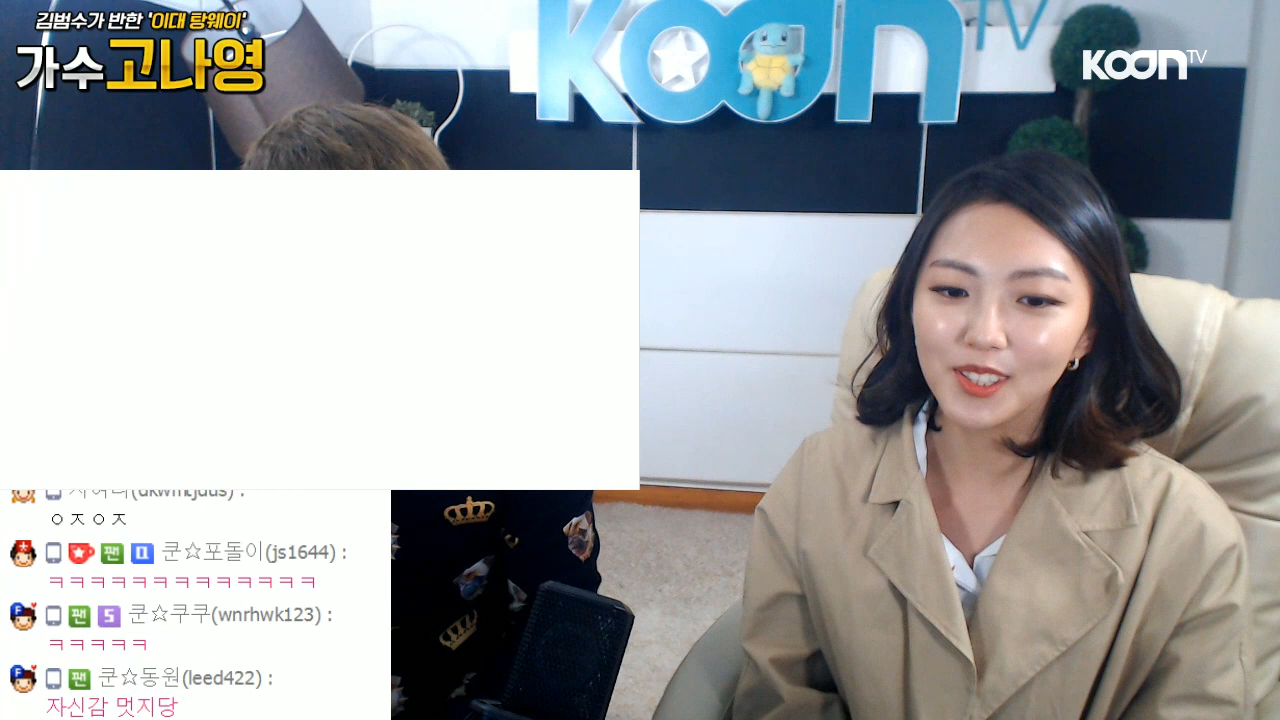 김범수가 반한 '이대 탕웨이'
가수 고나영
KOON TV
KOON TV
ㅇㅈㅇㅈ
쿤☆포돌이(js1644) :
ㅋㅋㅋㅋㅋㅋㅋㅋㅋㅋㅋㅋㅋ
쿤☆쿠쿠(wnrhwk123) :
ㅋㅋㅋㅋㅋ
쿤☆동원(leed422) :
자신감 멋지당